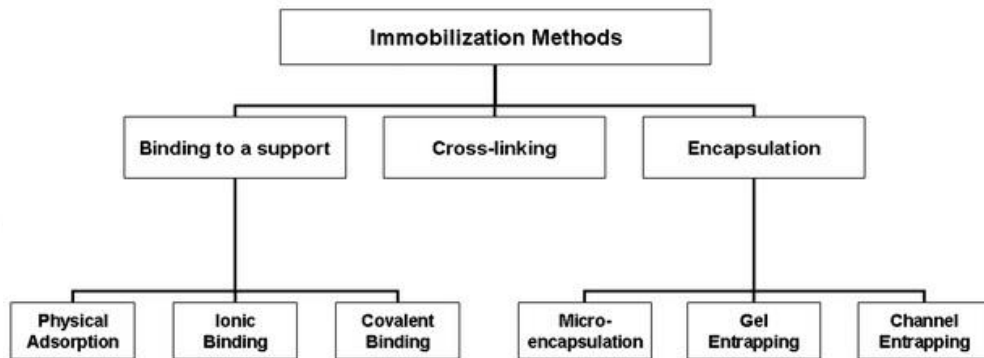 Immobilization Methods
Binding to a support
Cross-linking
Encapsulation
Physical
Adsorption
Ionic
Binding
Covalent
Binding
Micro-
encapsulation
Gel
Entrapping
Channel
Entrapping